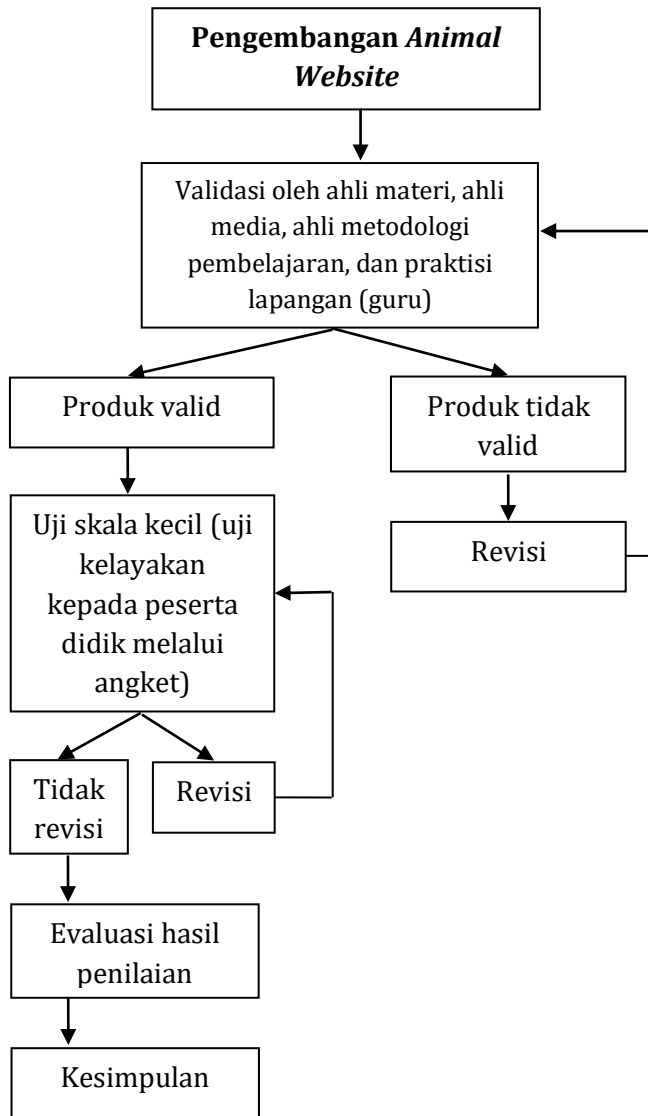 Pengembangan Animal
Website
Validasi oleh ahli materi, ahli
media, ahli metodologi
pembelajaran, dan praktisi
lapangan (guru)
Produk valid
Produk tidak
valid
Uji skala kecil (uji
kelayakan
kepada peserta
didik melalui
angket)
Revisi
Tidak
revisi
Revisi
Evaluasi hasil
penilaian
Kesimpulan